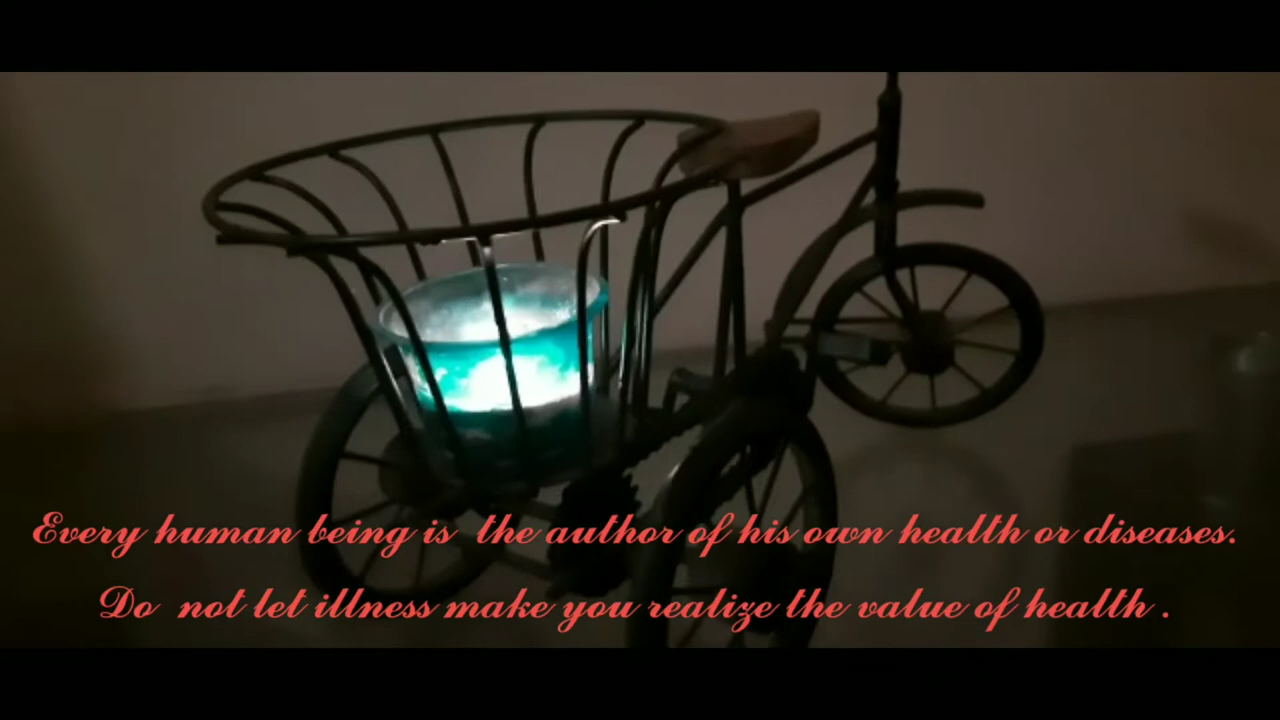 Every human being is the author of his own health or diseases.
Do not let illness make you realize the value of health .